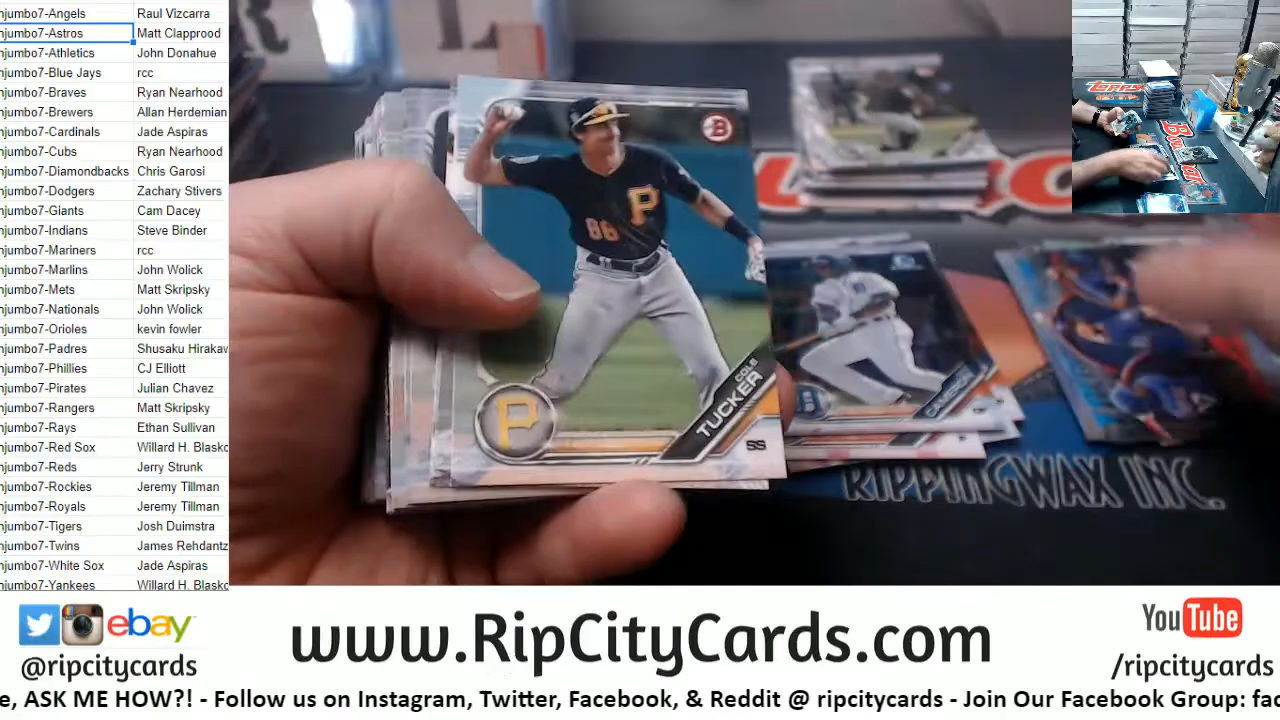 njumbo7-Angels Raul Vizcarra
njumbo7-Astros Matt Clapprood
njumbo7-Athletics John Donahue
njumbo7-Blue Jays rcc
njumbo7-Braves Ryan Nearhood
njumbo7-Brewers Allan Herdemian
njumbo7-Cardinals Jade Aspiras
njumbo7-Cubs Ryan Nearhood
njumbo7-Diamondbacks Chris Garosi
njumbo7-Dodgers Zachary Stivers
njumbo7-Giants Cam Dacey
njumbo7-Indians Steve Binder
njumbo7-Mariners rcc
njumbo7-Marlins John Wolick
njumbo7-Mets Matt Skripsky
njumbo7-Nationals John Wolick
njumbo7-Orioles kevin fowler
njumbo7-Padres Shusaku Hirakaw
njumbo7-Phillies CJ Elliott
njumbo7-Pirates Julian Chavez
njumbo7-Rangers Matt Skripsky
njumbo7-Rays Ethan Sullivan
njumbo7-Red Sox Willard H. Blasko
njumbo7-Reds Jerry Strunk
njumbo7-Rockies Jeremy Tillman
njumbo7-Royals Jeremy Tillman
njumbo7-Tigers Josh Duimstra
njumbo7-Twins James Rehdantz
njumbo7-White Sox Jade Aspiras
njumbo7-Yankees Willard H. Blasko
B
P
86
P
COLE
TUCKER
SS
CAMERON
RIPPINGWAX INC.
TOPPS
ebay
@ripcitycards
www.RipCityCards.com
YouTube
/ripcitycards
e, ASK ME HOW?! - Follow us on Instagram, Twitter, Facebook, & Reddit @ ripcitycards - Join Our Facebook Group: fac